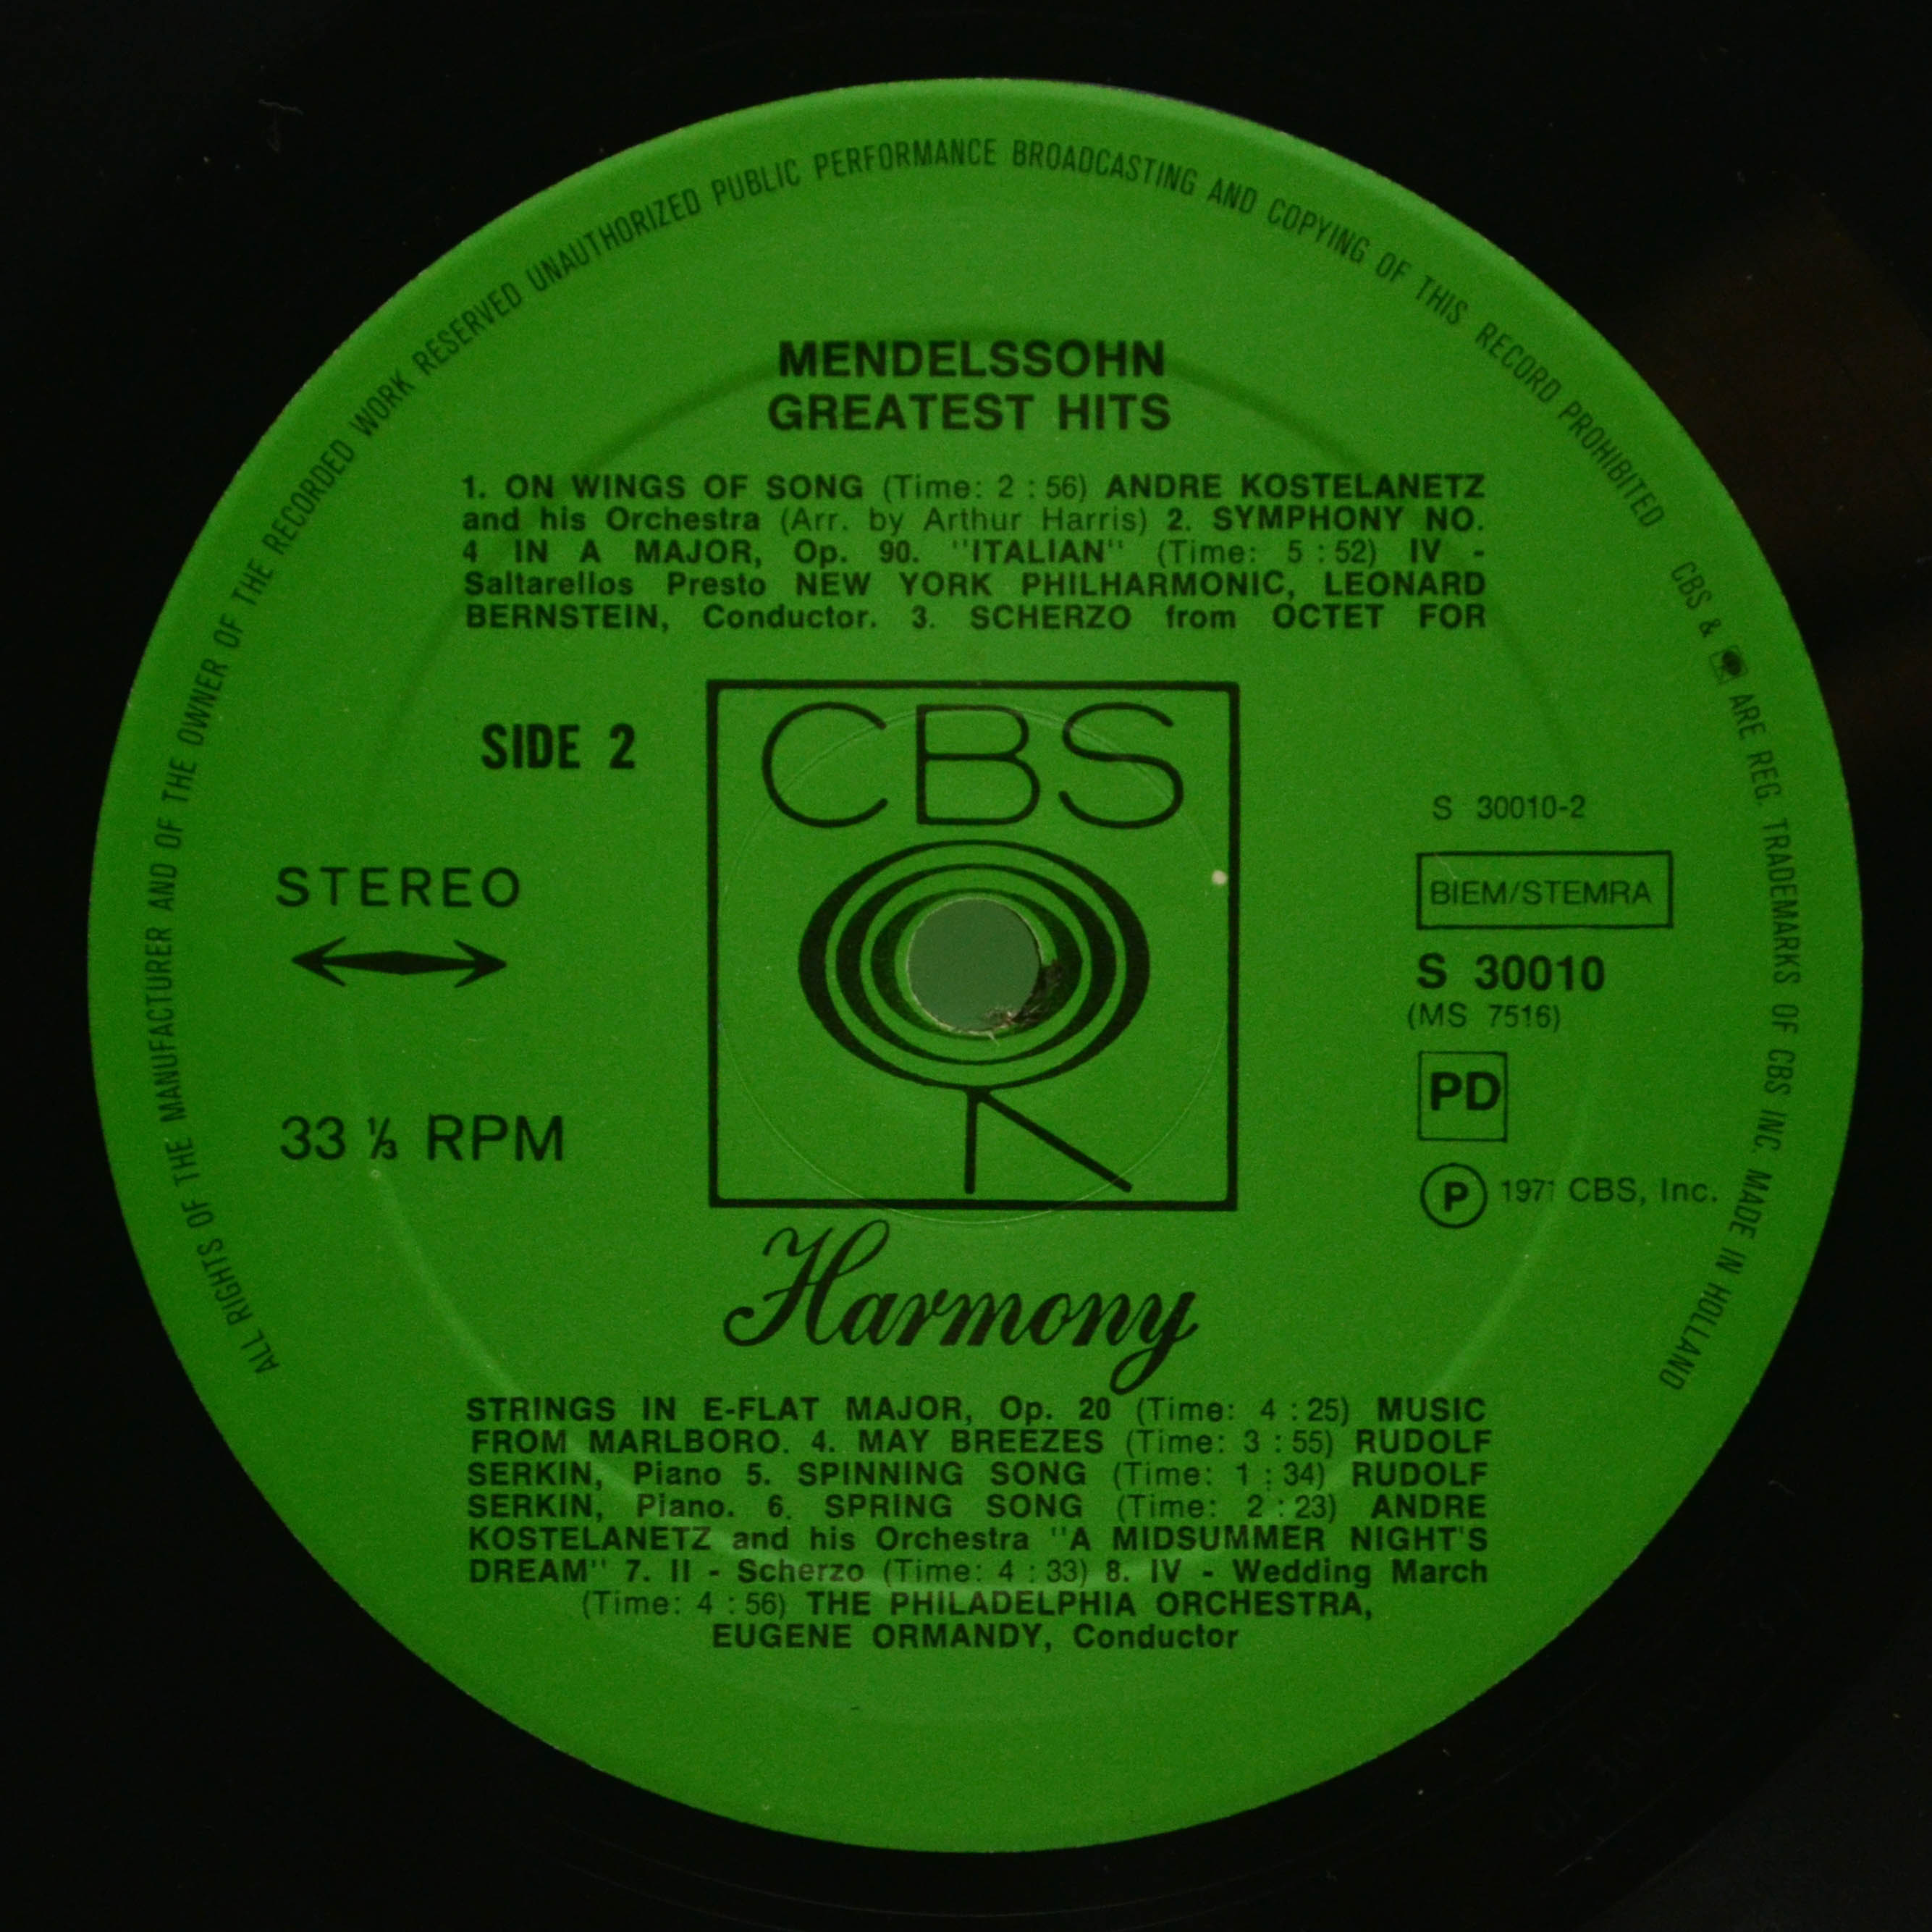 ALL RIGHTS OF THE MANUFACTURER AND OF THE OWNER OF THE RECORDED WORK RESERVED UNAUTHORIZED PUBLIC PERFORMANCE BROADCASTING AND COPYING OF THIS RECORD PROHIBITED CBS & ARE REG. TRADEMARKS OF CBS INC. MADE IN HOLLAND
MENDELSSOHN
GREATEST HITS
1. ON WINGS OF SONG (Time: 2 : 56) ANDRE KOSTELANETZ
and his Orchestra (Arr. by Arthur Harris) 2. SYMPHONY NO.
4 IN A MAJOR, Op. 90. "ITALIAN" (Time: 5 : 52) IV -
Saltarellos Presto NEW YORK PHILHARMONIC, LEONARD
BERNSTEIN, Conductor. 3. SCHERZO from OCTET FOR
CBS
SIDE 2
STEREO
33 ⅓ RPM
S 30010-2
BIEM/STEMRA
S 30010
(MS 7516)
PD
Ⓟ 1971 CBS, Inc.
Harmony
STRINGS IN E-FLAT MAJOR, Op. 20 (Time: 4 : 25) MUSIC
FROM MARLBORO. 4. MAY BREEZES (Time: 3 : 55) RUDOLF
SERKIN, Piano 5. SPINNING SONG (Time: 1 : 34) RUDOLF
SERKIN, Piano. 6. SPRING SONG (Time: 2 : 23) ANDRE
KOSTELANETZ and his Orchestra "A MIDSUMMER NIGHT'S
DREAM" 7. II - Scherzo (Time: 4 : 33) 8. IV - Wedding March
(Time: 4 : 56) THE PHILADELPHIA ORCHESTRA,
EUGENE ORMANDY, Conductor